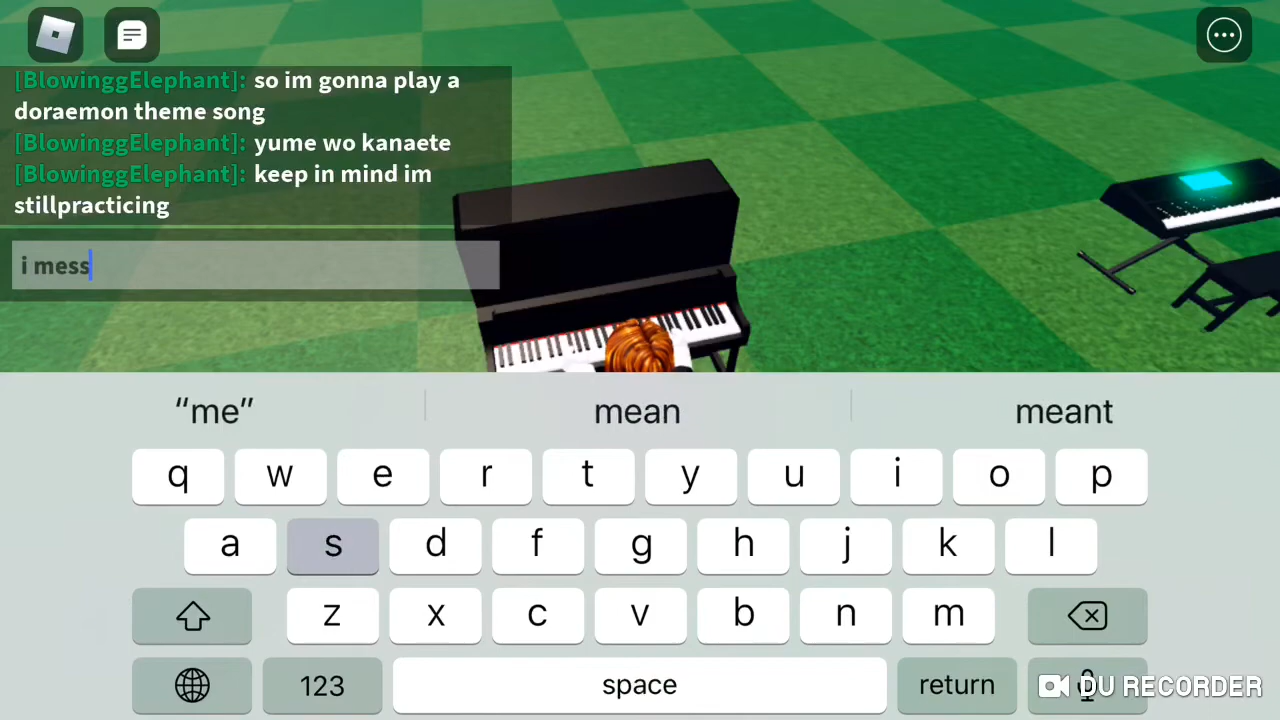 [BlowinggElephant]: so im gonna play a
doraemon theme song
[BlowinggElephant]: yume wo kanaete
[BlowinggElephant]: keep in mind im
stillpracticing
i mess
“me” mean meant
q w e r t y u i o p
a s d f g h j k l
z x c v b n m
123 space return
DU RECORDER